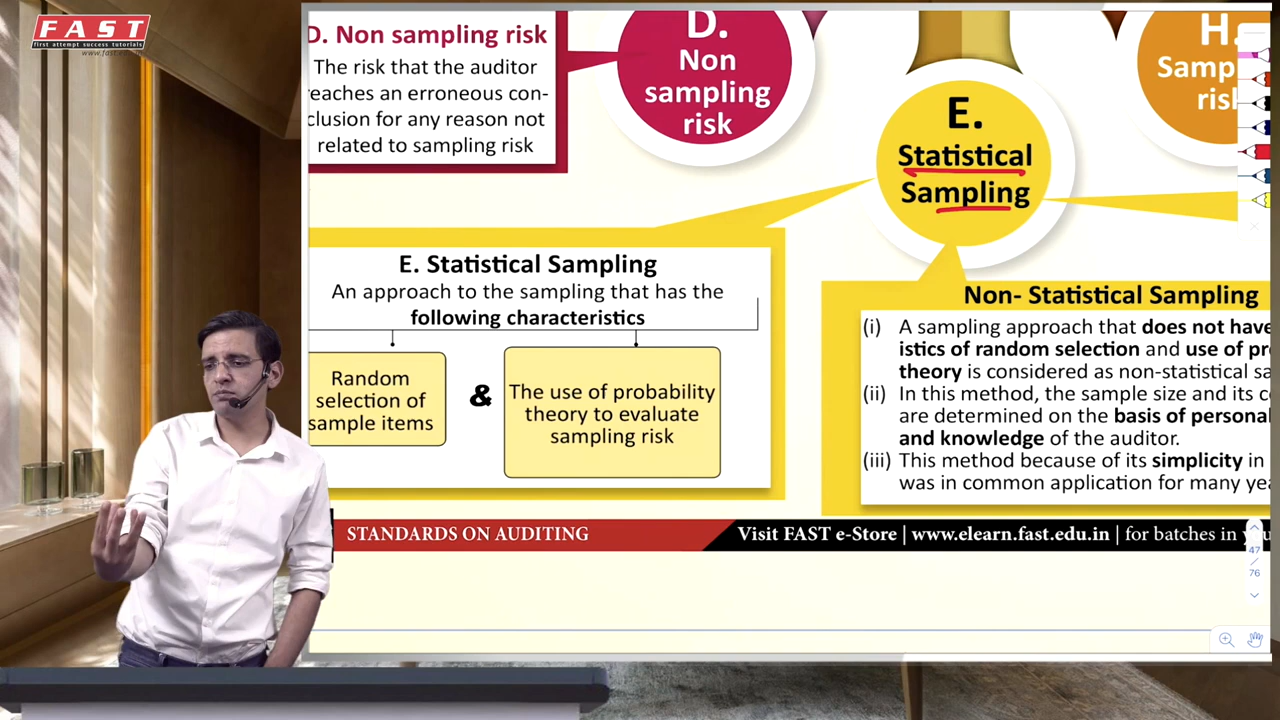 FAST
first attempt success tutorials
D. Non sampling risk
The risk that the auditor
reaches an erroneous con-
clusion for any reason not
related to sampling risk
D.
Non
sampling
risk
E.
Statistical
Sampling
H.
E. Statistical Sampling
An approach to the sampling that has the
following characteristics
Random
selection of
sample items
&
The use of probability
theory to evaluate
sampling risk
Non- Statistical Sampling
(i) A sampling approach that does not have
istics of random selection and use of
theory is considered as non-statistical
(ii) In this method, the sample size and its
are determined on the basis of personal
and knowledge of the auditor.
(iii) This method because of its simplicity in
was in common application for many
STANDARDS ON AUDITING
Visit FAST e-Store | www.elearn.fast.edu.in | for batches in
47
/
76